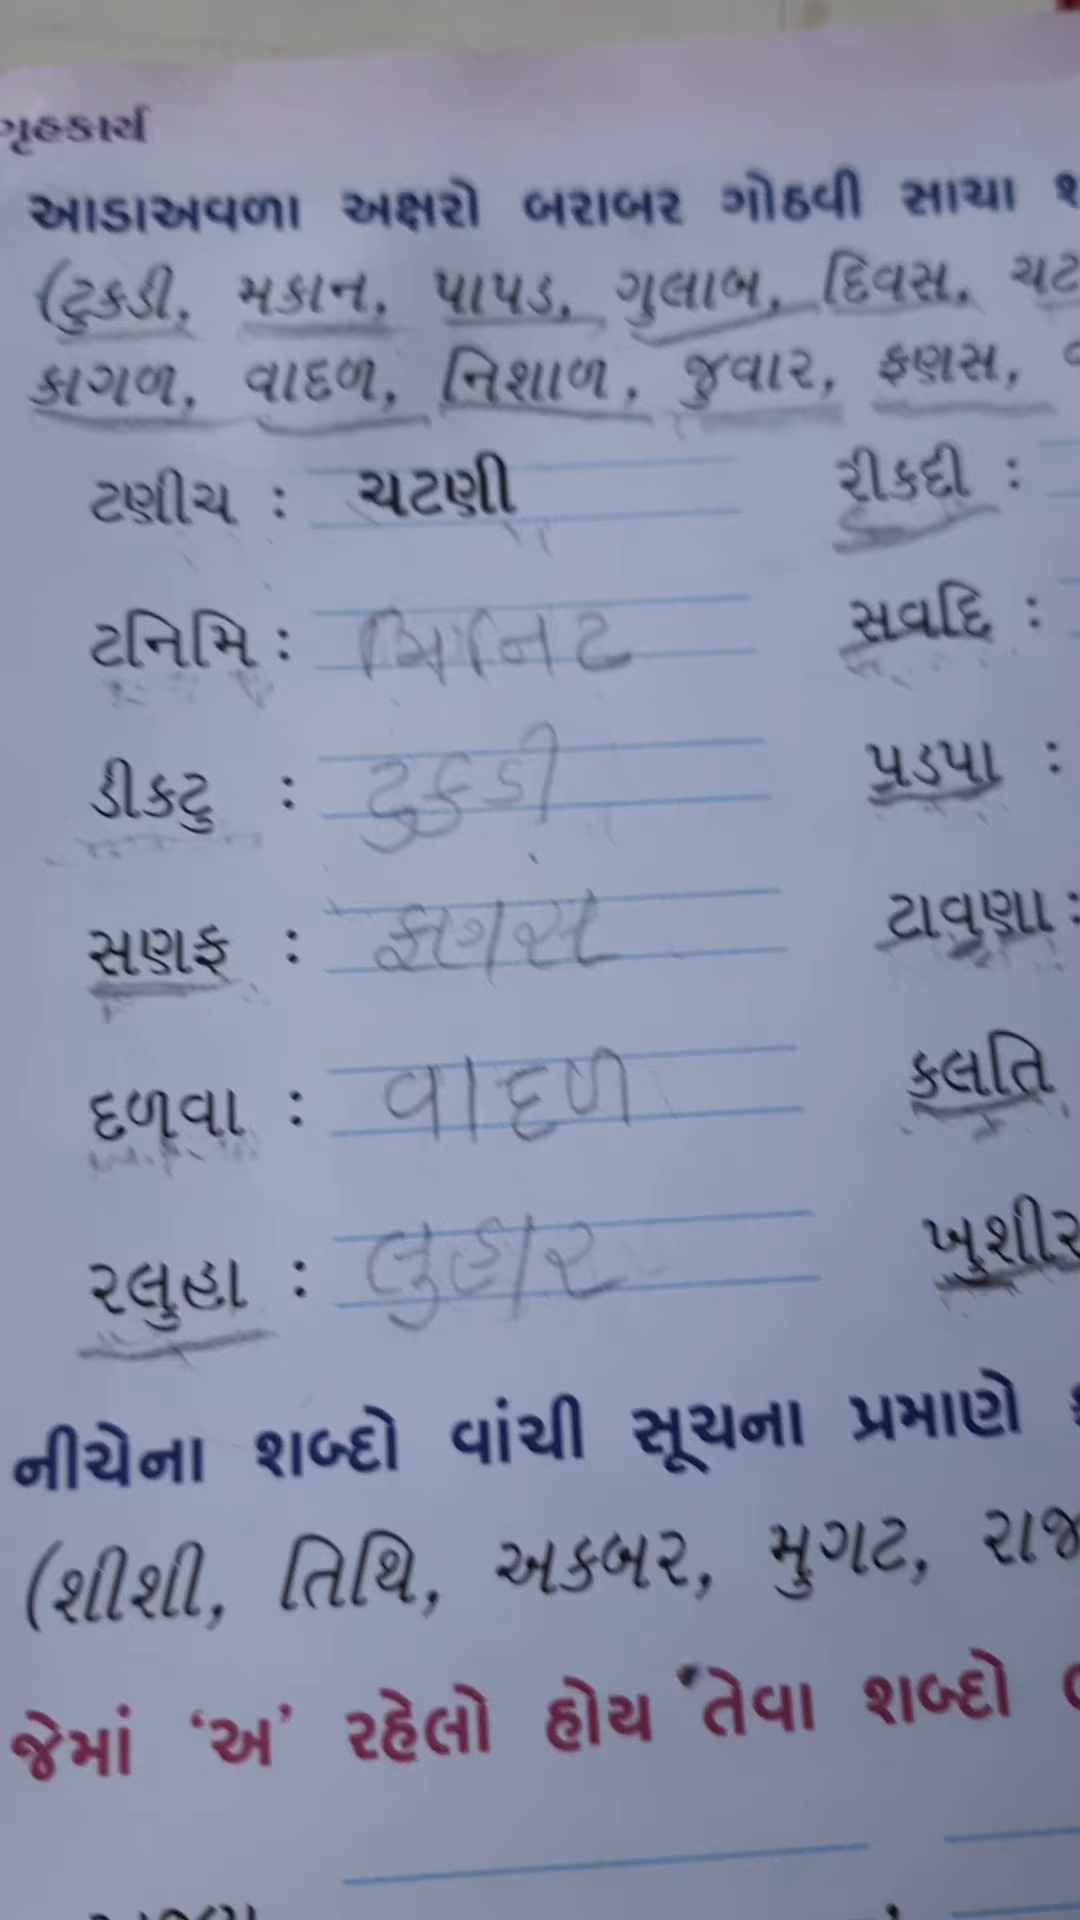 ગૃહકાર્ય
આડાઅવળા અક્ષરો બરાબર ગોઠવી સાચા
(ટુકડી, મકાન, પાપડ, ગુલાબ, દિવસ, ચટ
કાગળ, વાદળ, નિશાળ, જુવાર, ફણસ,
ટણીચ : ચટણી રીકદી :
ટનિમિ : મિનિટ સવદિ :
ડીકટુ : ટુકડી પડપા :
સણફ : ફણસ ટાવુણા :
દળવા : વાદળ કલતિ
રલુહા : લુહાર ખુશીર
નીચેના શબ્દો વાંચી સૂચના પ્રમાણે
(શીશી, તિથિ, અકબર, મુગટ, રાજ
જેમાં ‘અ’ રહેલો હોય તેવા શબ્દો